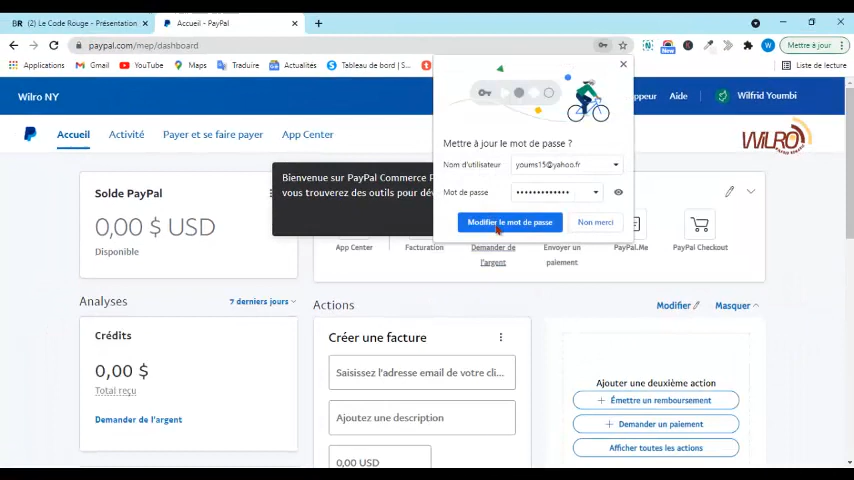 (2) Le Code Rouge - Présentation
Accueil - PayPal
paypal.com/mep/dashboard
New
W
Mettre à jour
Applications
Gmail
YouTube
Maps
Traduire
Actualités
Tableau de bord | S...
Liste de lecture
Wilro NY
Aide
Wilfrid Youmbi
Accueil
Activité
Payer et se faire payer
App Center
WILRO
Mettre à jour le mot de passe ?
Nom d'utilisateur
youms15@yahoo.fr
Mot de passe
Modifier le mot de passe
Non merci
Bienvenue sur PayPal Commerce P
vous trouverez des outils pour dév
Solde PayPal
0,00 $ USD
Disponible
App Center
Facturation
Demander de l'argent
Envoyer un paiement
PayPal.Me
PayPal Checkout
Analyses
7 derniers jours
Actions
Modifier
Masquer
Crédits
0,00 $
Total reçu
Demander de l'argent
Créer une facture
Saisissez l'adresse email de votre cli...
Ajoutez une description
0,00 USD
Ajouter une deuxième action
Émettre un remboursement
Demander un paiement
Afficher toutes les actions